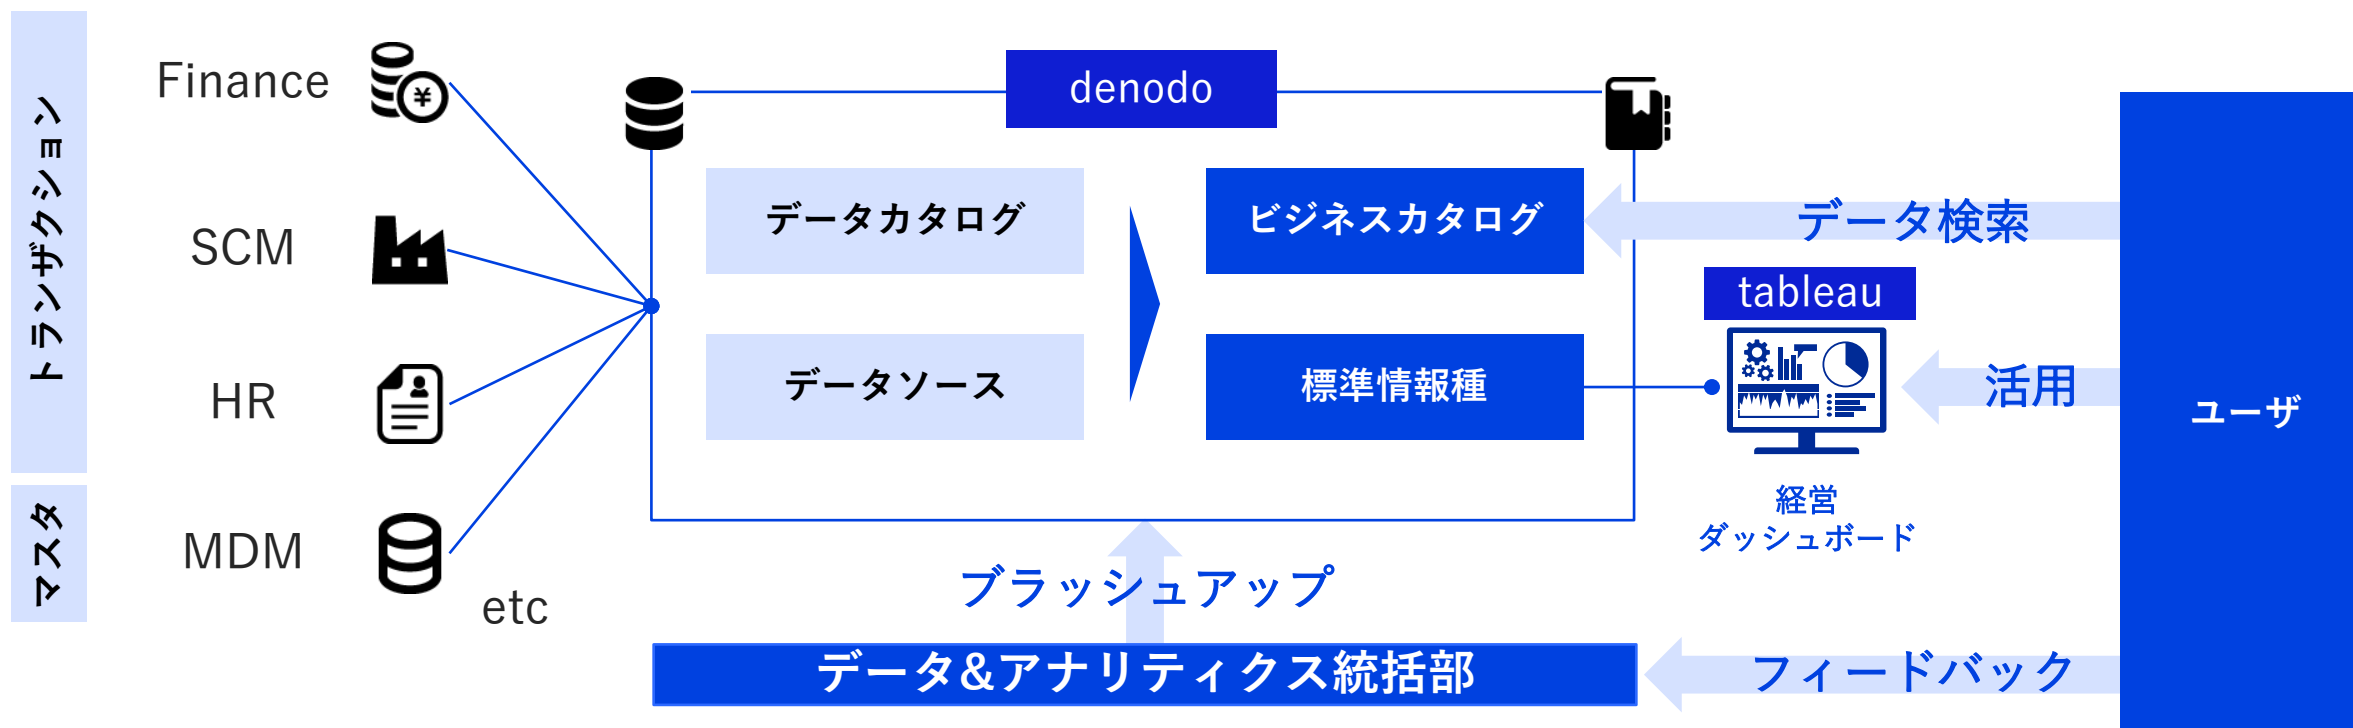 トランザクション
マスタ
Finance
SCM
HR
MDM
etc
¥
denodo
データカタログ
ビジネスカタログ
データソース
標準情報種
データ検索
tableau
活用
経営
ダッシュボード
ユーザ
ブラッシュアップ
データ&アナリティクス統括部
フィードバック